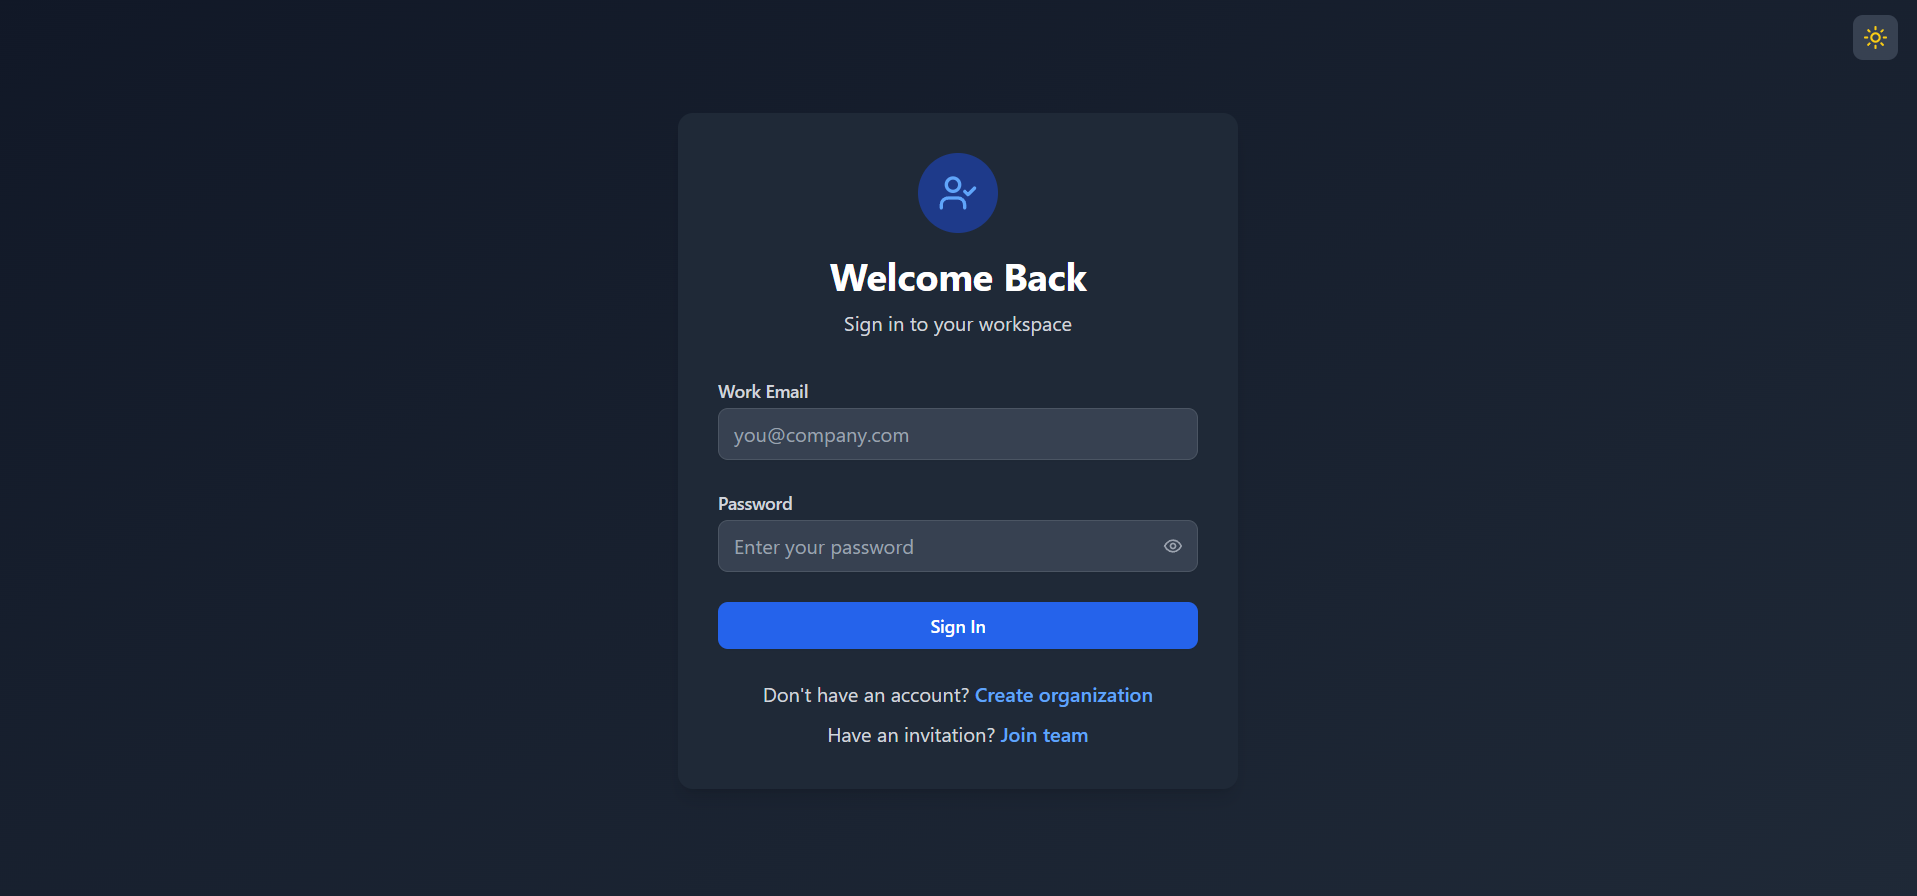 Welcome Back
Sign in to your workspace
Work Email
you@company.com
Password
Enter your password
Sign In
Don't have an account? Create organization
Have an invitation? Join team